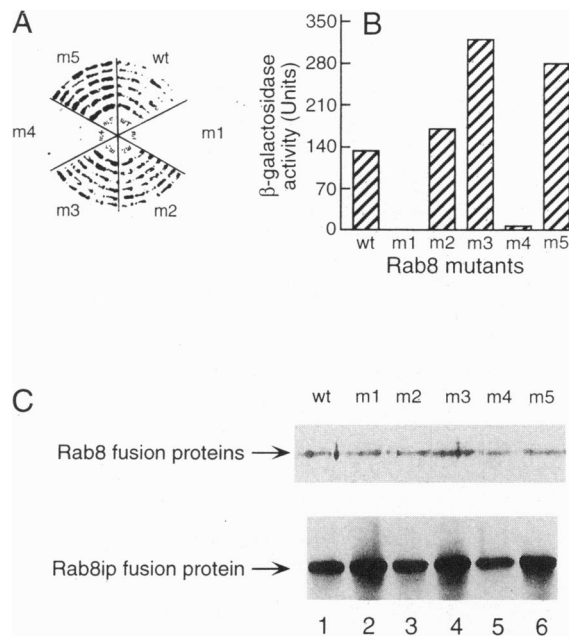 A
m5
wt
m4
m1
m3
m2
B
β-galactosidase
activity (Units)
350
280
210
140
70
0
wt m1 m2 m3 m4 m5
Rab8 mutants
C
wt m1 m2 m3 m4 m5
Rab8 fusion proteins
Rab8ip fusion protein
1 2 3 4 5 6